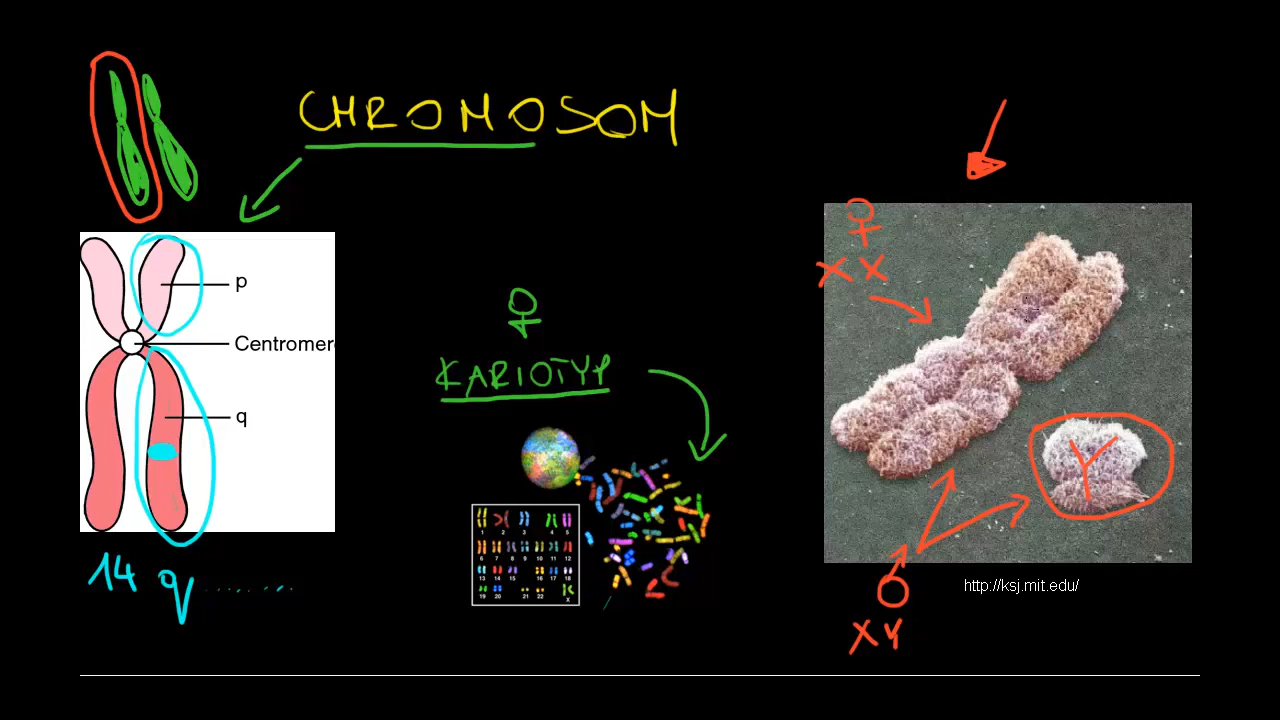 CHROMOSOM
p
Centromer
q
14 q ........
♀
KARIOTYP
1 2 3 4 5
6 7 8 9 10 11 12
13 14 15 16 17 18
19 20 21 22 X
♀
XX
Y
♂
XY
http://ksj.mit.edu/